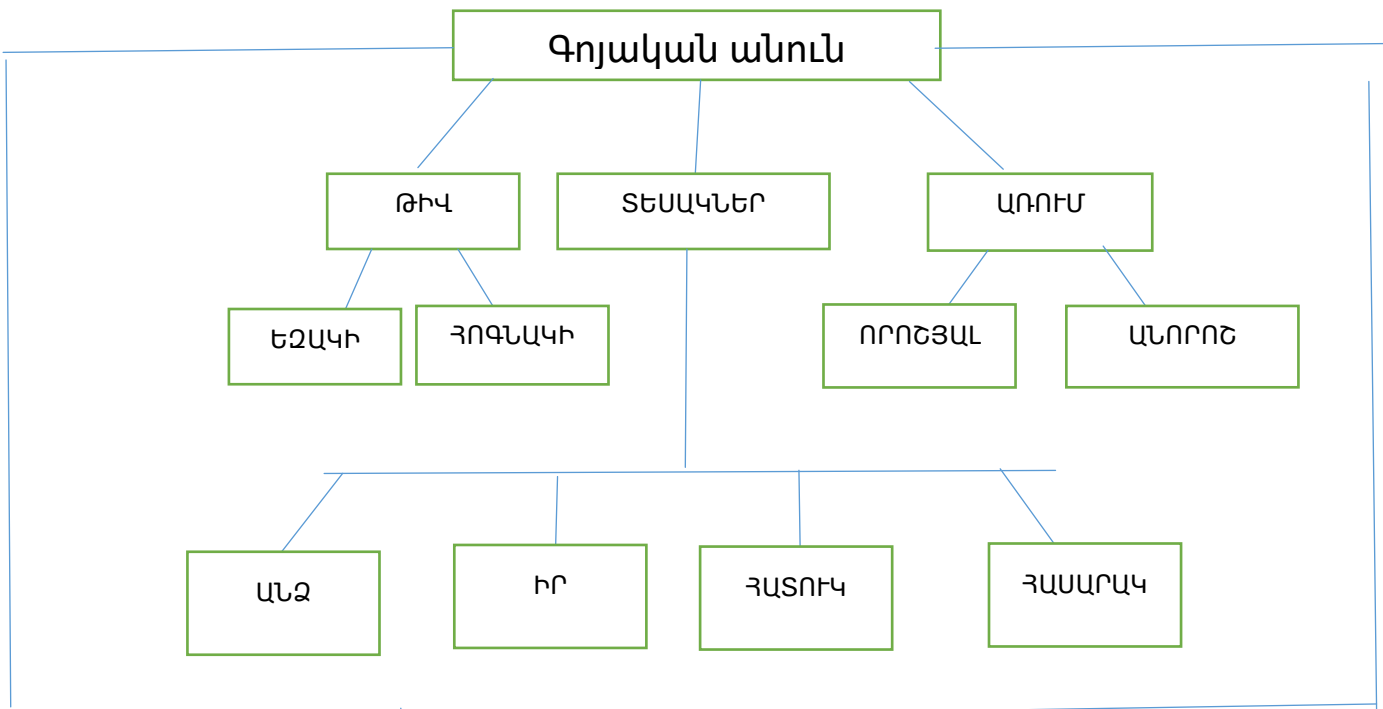 Գոյական անուն
ԹԻՎ
ՏԵՍԱԿՆԵՐ
ԱՌՈՒՄ
ԵԶԱԿԻ
ՀՈԳՆԱԿԻ
ՈՐՈՇՅԱԼ
ԱՆՈՐՈՇ
ԱՆՁ
ԻՐ
ՀԱՏՈՒԿ
ՀԱՍԱՐԱԿ